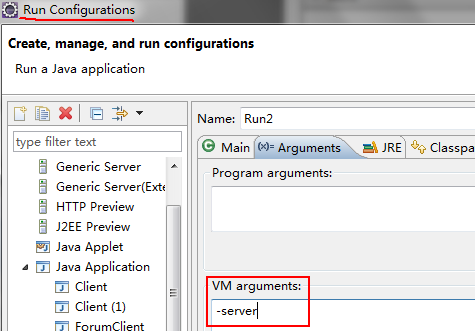 Run Configurations
Create, manage, and run configurations
Run a Java application
Name: Run2
type filter text
Main (x)= Arguments JRE Classpa
Generic Server
Generic Server(Exte
HTTP Preview
J2EE Preview
Java Applet
Java Application
Client
Client (1)
ForumClient
Program arguments:
VM arguments:
-server